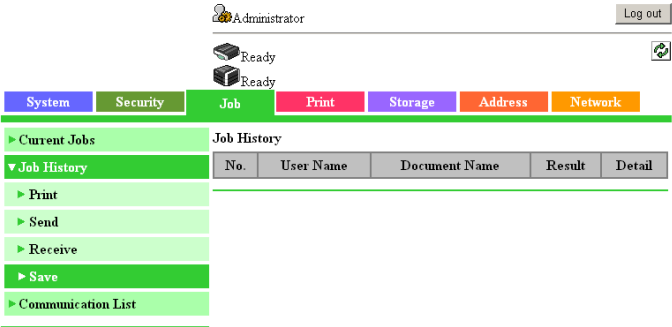 Administrator
Log out
Ready
Ready
System Security Job Print Storage Address Network
Current Jobs
Job History
Print
Send
Receive
Save
Communication List
Job History
No. User Name Document Name Result Detail